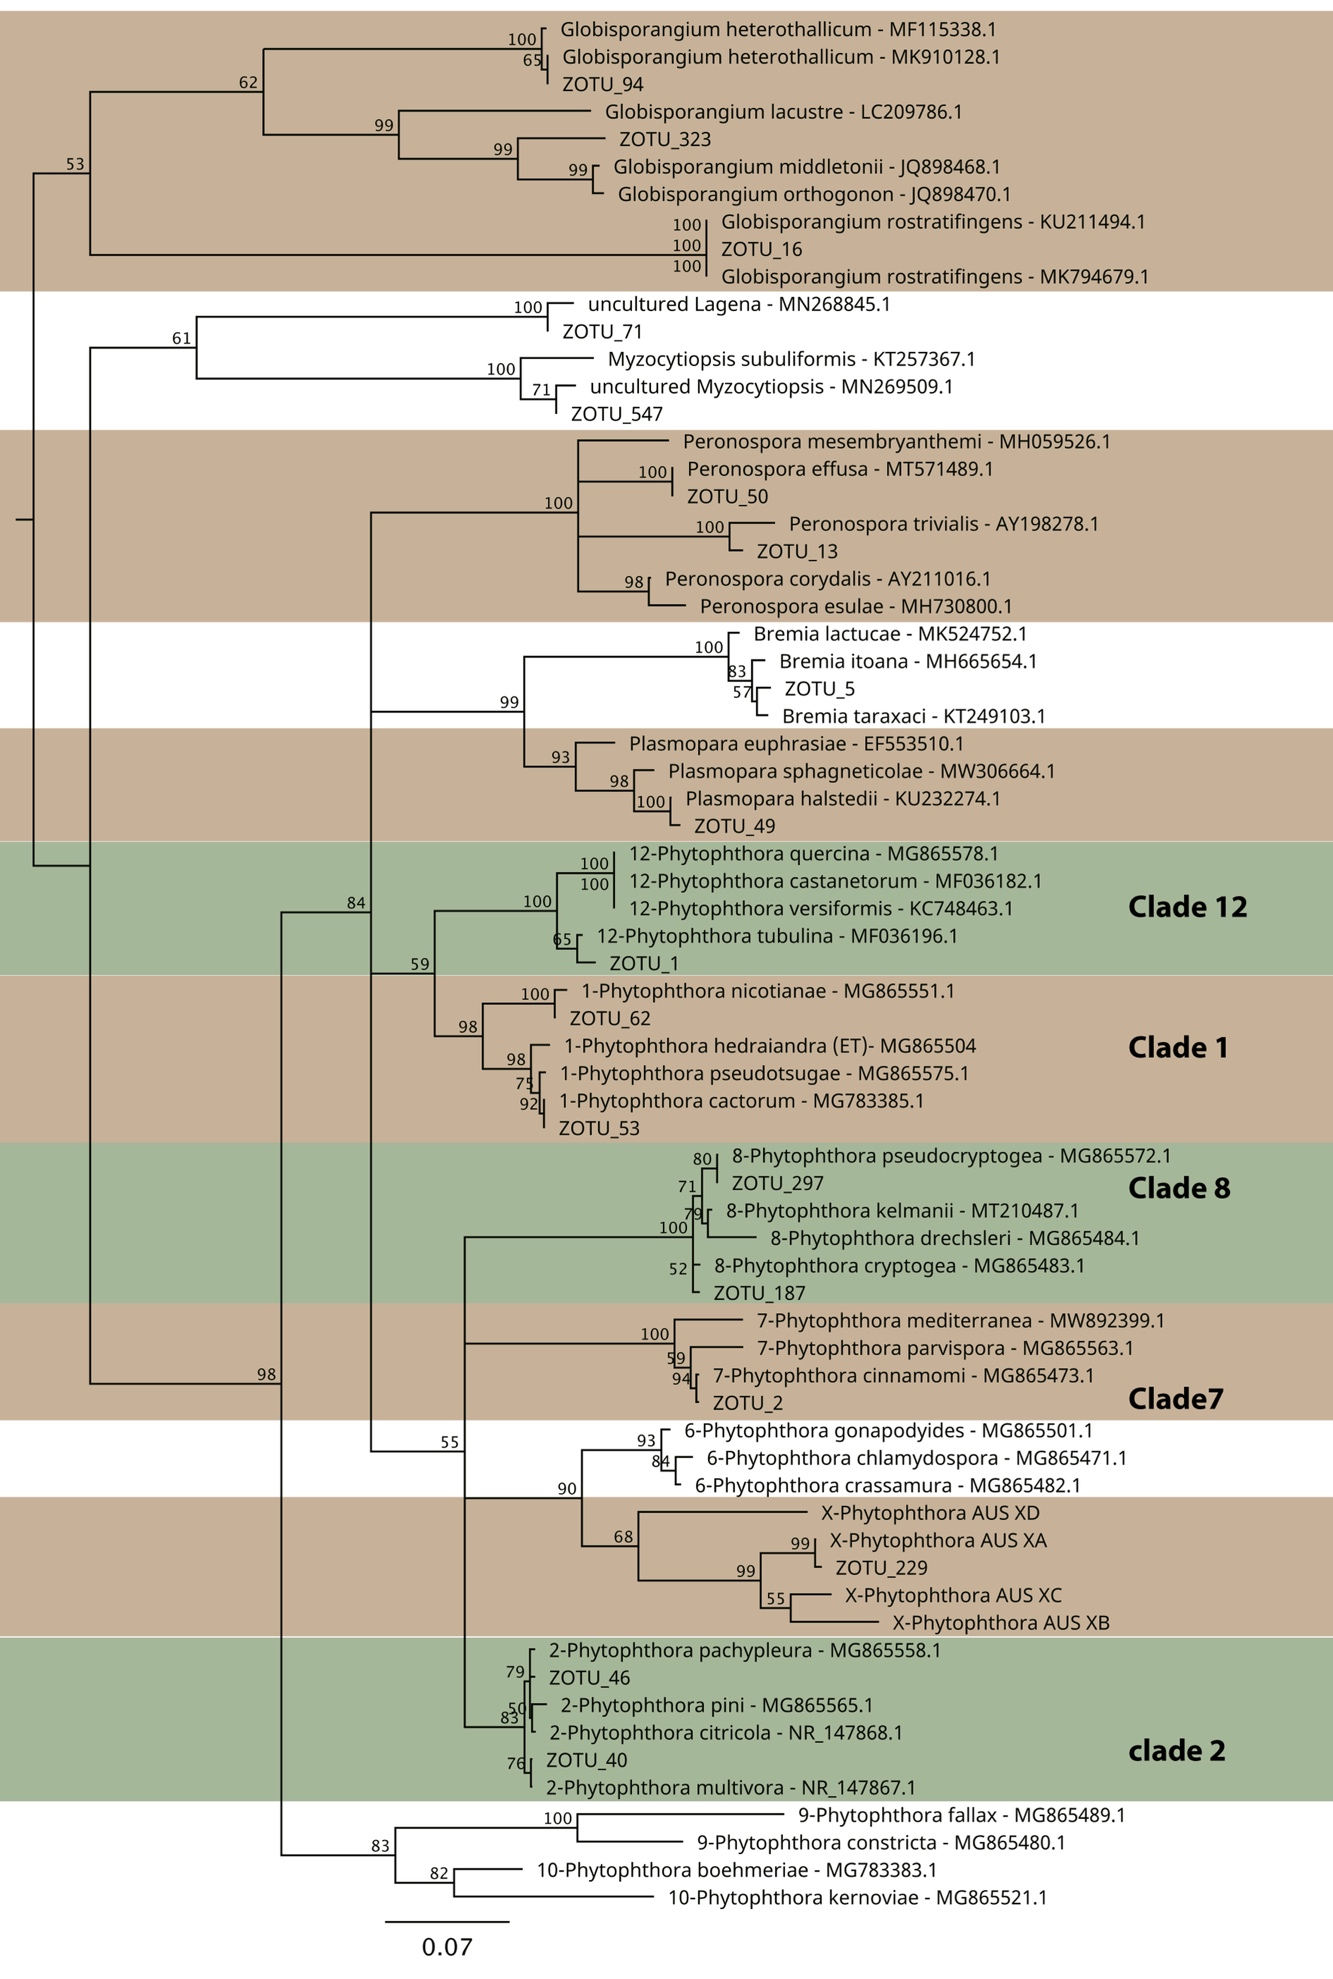 Globisporangium heterothallicum - MF115338.1
100
Globisporangium heterothallicum - MK910128.1
65
ZOTU_94
62
Globisporangium lacustre - LC209786.1
99
ZOTU_323
99
Globisporangium middletonii - JQ898468.1
99
Globisporangium orthogonon - JQ898470.1
53
Globisporangium rostratifingens - KU211494.1
100
100
ZOTU_16
100
Globisporangium rostratifingens - MK794679.1
uncultured Lagena - MN268845.1
100
ZOTU_71
61
Myzocytiopsis subuliformis - KT257367.1
100
uncultured Myzocytiopsis - MN269509.1
71
ZOTU_547
Peronospora mesembryanthemi - MH059526.1
Peronospora effusa - MT571489.1
100
ZOTU_50
100
Peronospora trivialis - AY198278.1
100
ZOTU_13
Peronospora corydalis - AY211016.1
98
Peronospora esulae - MH730800.1
Bremia lactucae - MK524752.1
100
Bremia itoana - MH665654.1
83
ZOTU_5
57
Bremia taraxaci - KT249103.1
99
Plasmopara euphrasiae - EF553510.1
93
Plasmopara sphagneticolae - MW306664.1
98
Plasmopara halstedii - KU232274.1
100
ZOTU_49
12-Phytophthora quercina - MG865578.1
100
12-Phytophthora castanetorum - MF036182.1
100
12-Phytophthora versiformis - KC748463.1
Clade 12
84
100
12-Phytophthora tubulina - MF036196.1
65
ZOTU_1
59
1-Phytophthora nicotianae - MG865551.1
100
ZOTU_62
98
1-Phytophthora hedraiandra (ET)- MG865504
Clade 1
98
1-Phytophthora pseudotsugae - MG865575.1
75
1-Phytophthora cactorum - MG783385.1
92
ZOTU_53
8-Phytophthora pseudocryptogea - MG865572.1
80
ZOTU_297
Clade 8
71
8-Phytophthora kelmanii - MT210487.1
79
100
8-Phytophthora drechsleri - MG865484.1
8-Phytophthora cryptogea - MG865483.1
52
ZOTU_187
7-Phytophthora mediterranea - MW892399.1
100
7-Phytophthora parvispora - MG865563.1
59
7-Phytophthora cinnamomi - MG865473.1
94
98
ZOTU_2
Clade7
6-Phytophthora gonapodyides - MG865501.1
93
55
6-Phytophthora chlamydospora - MG865471.1
84
6-Phytophthora crassamura - MG865482.1
90
X-Phytophthora AUS XD
68
X-Phytophthora AUS XA
99
ZOTU_229
99
X-Phytophthora AUS XC
55
X-Phytophthora AUS XB
2-Phytophthora pachypleura - MG865558.1
79
ZOTU_46
2-Phytophthora pini - MG865565.1
50
83
2-Phytophthora citricola - NR_147868.1
clade 2
ZOTU_40
76
2-Phytophthora multivora - NR_147867.1
9-Phytophthora fallax - MG865489.1
100
9-Phytophthora constricta - MG865480.1
83
10-Phytophthora boehmeriae - MG783383.1
82
10-Phytophthora kernoviae - MG865521.1
0.07